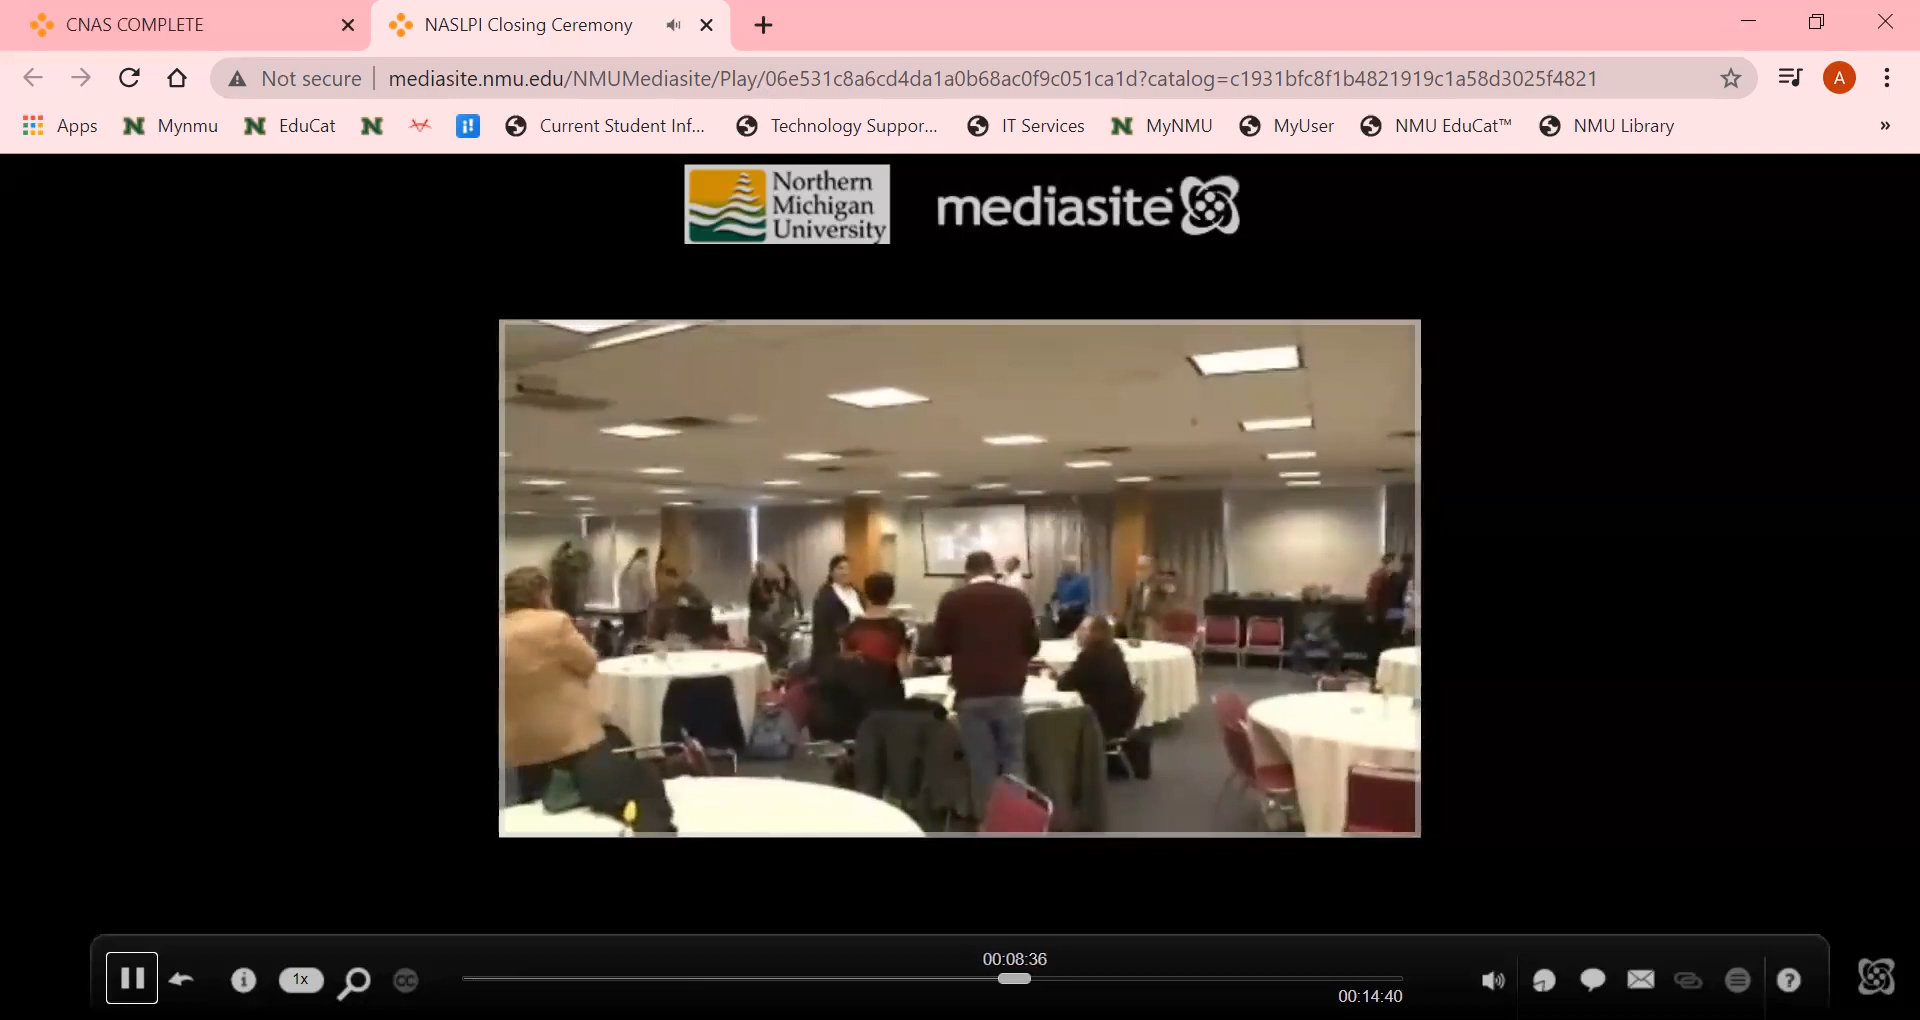 CNAS COMPLETE
NASLPI Closing Ceremony
Not secure
mediasite.nmu.edu/NMUMediasite/Play/06e531c8a6cd4da1a0b68ac0f9c051ca1d?catalog=c1931bfc8f1b4821919c1a58d3025f4821
A
Apps
N Mynmu
N EduCat
N
Current Student Inf...
Technology Suppor...
IT Services
N MyNMU
MyUser
NMU EduCat™
NMU Library
»
Northern
Michigan
University
mediasite
00:08:36
1x
CC
00:14:40